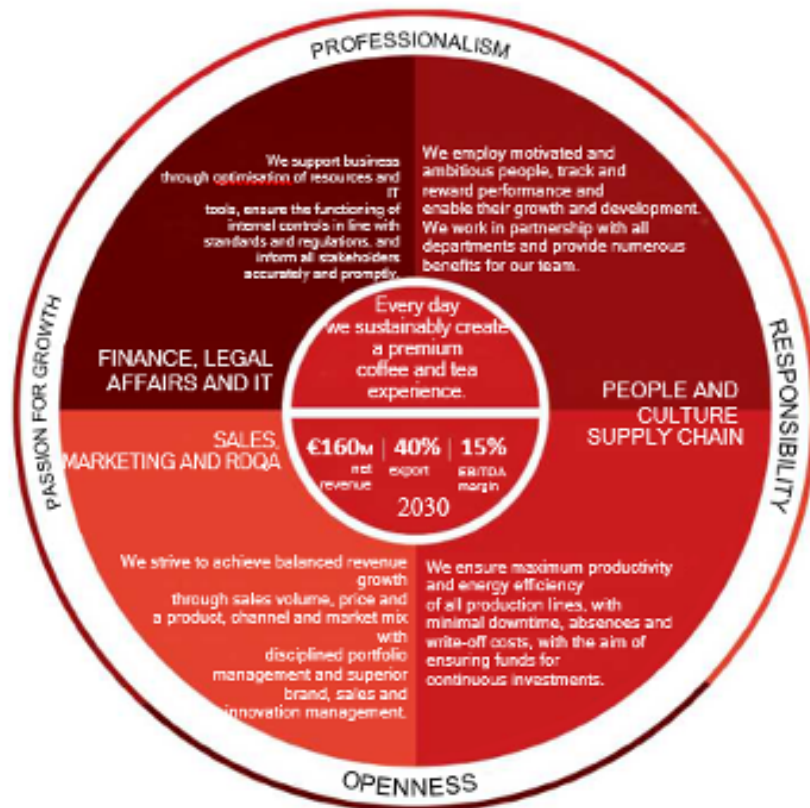 PROFESSIONALISM
We support business
through optimisation of resources and
IT
tools, ensure the functioning of
internal controls in line with
standards and regulations, and
inform all stakeholders
accurately and promptly.
FINANCE, LEGAL
AFFAIRS AND IT
We employ motivated and
ambitious people, track and
reward performance and
enable their growth and development.
We work in partnership with all
departments and provide numerous
benefits for our team.
PEOPLE AND
CULTURE
SUPPLY CHAIN
Every day
we sustainably create
a premium
coffee and tea
experience.
€160M | 40% | 15%
net export EBITDA
revenue margin
2030
SALES,
MARKETING AND RDQA
We strive to achieve balanced revenue
growth
through sales volume, price and
a product, channel and market mix
with
disciplined portfolio
management and superior
brand, sales and
innovation management.
We ensure maximum productivity
and energy efficiency
of all production lines, with
minimal downtime, absences and
write-off costs, with the aim of
ensuring funds for
continuous investments.
PASSION FOR GROWTH
RESPONSIBILITY
OPENNESS